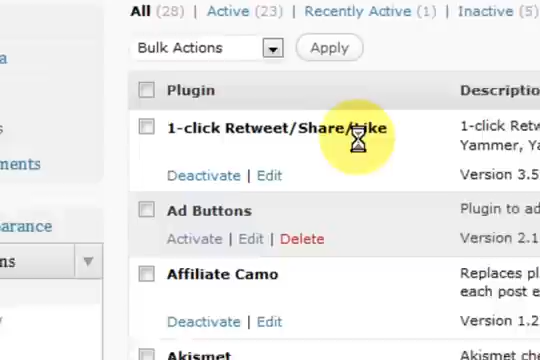 All (28) | Active (23) | Recently Active (1) | Inactive (5)
Bulk Actions Apply
Plugin Descriptio
1-click Retweet/Share/Like 1-click Retw
Yammer, Ya
ments Deactivate | Edit Version 3.5
Ad Buttons Plugin to ad
earance
Activate | Edit | Delete Version 2.1
ns
Affiliate Camo Replaces pl
each post e
Deactivate | Edit Version 1.2
Akismet Akismet che